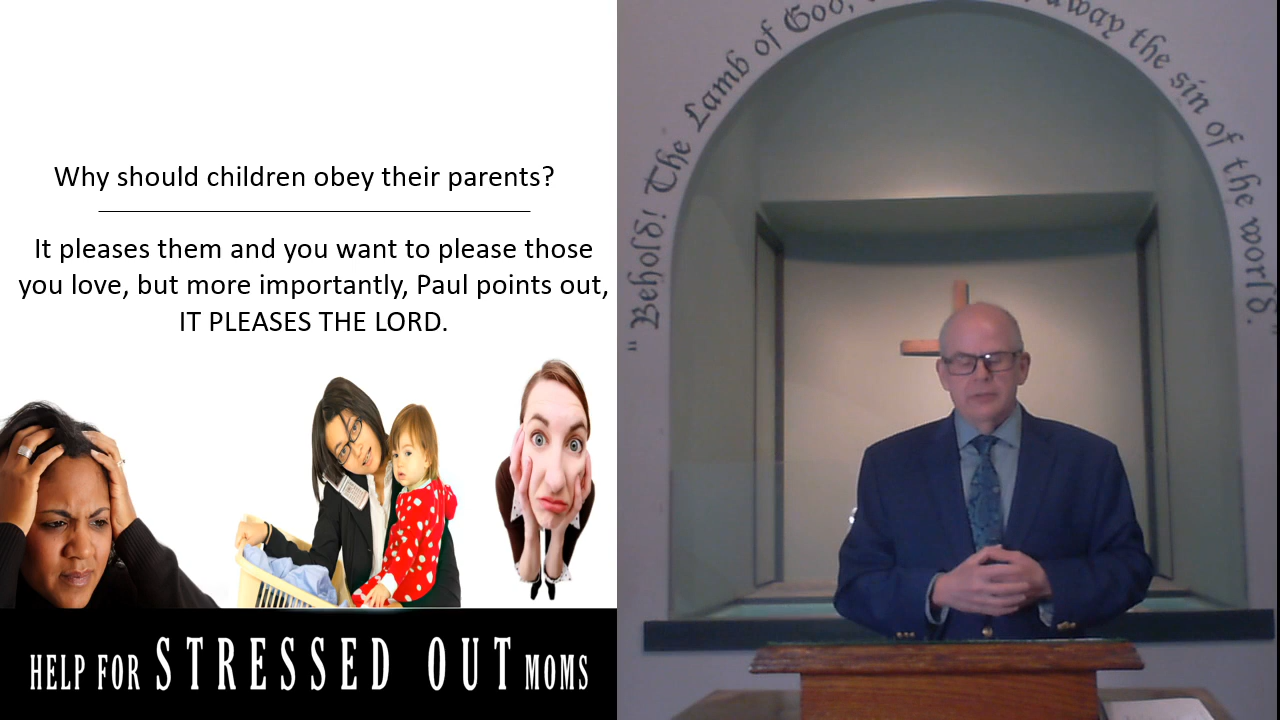 Why should children obey their parents?
It pleases them and you want to please those
you love, but more importantly, Paul points out,
IT PLEASES THE LORD.
HELP FOR STRESSED OUT MOMS
"Behold! The Lamb of God, away the sin of the world."